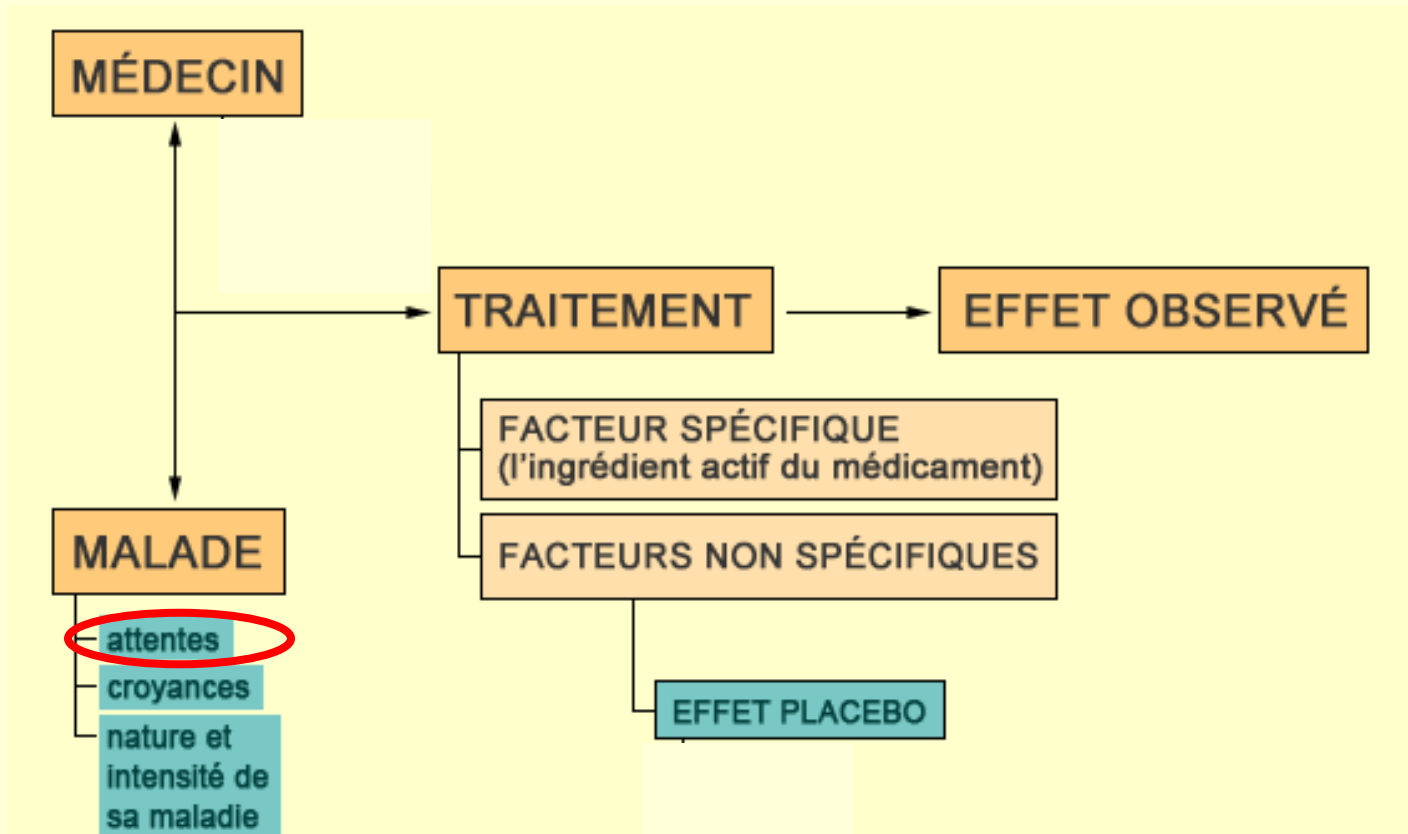 MÉDECIN
TRAITEMENT
EFFET OBSERVÉ
FACTEUR SPÉCIFIQUE
(l'ingrédient actif du médicament)
FACTEURS NON SPÉCIFIQUES
EFFET PLACEBO
MALADE
attentes
croyances
nature et
intensité de
sa maladie